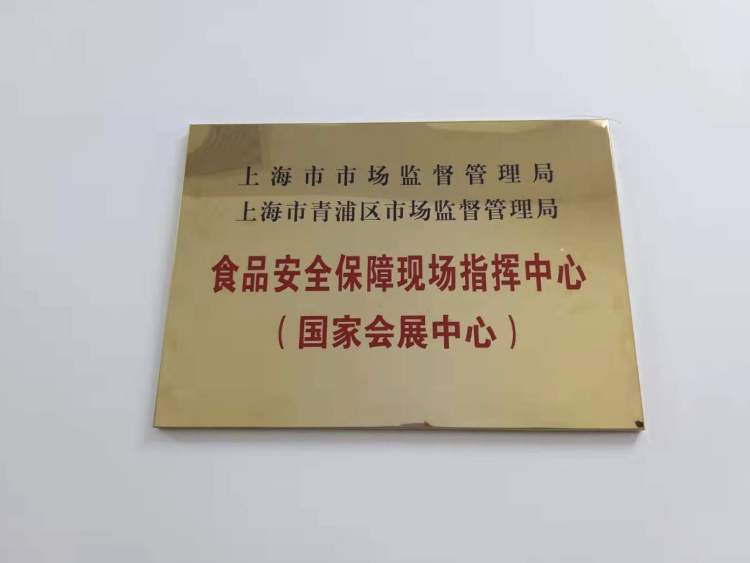 上海市市场监督管理局
上海市青浦区市场监督管理局
食品安全保障现场指挥中心
（国家会展中心）